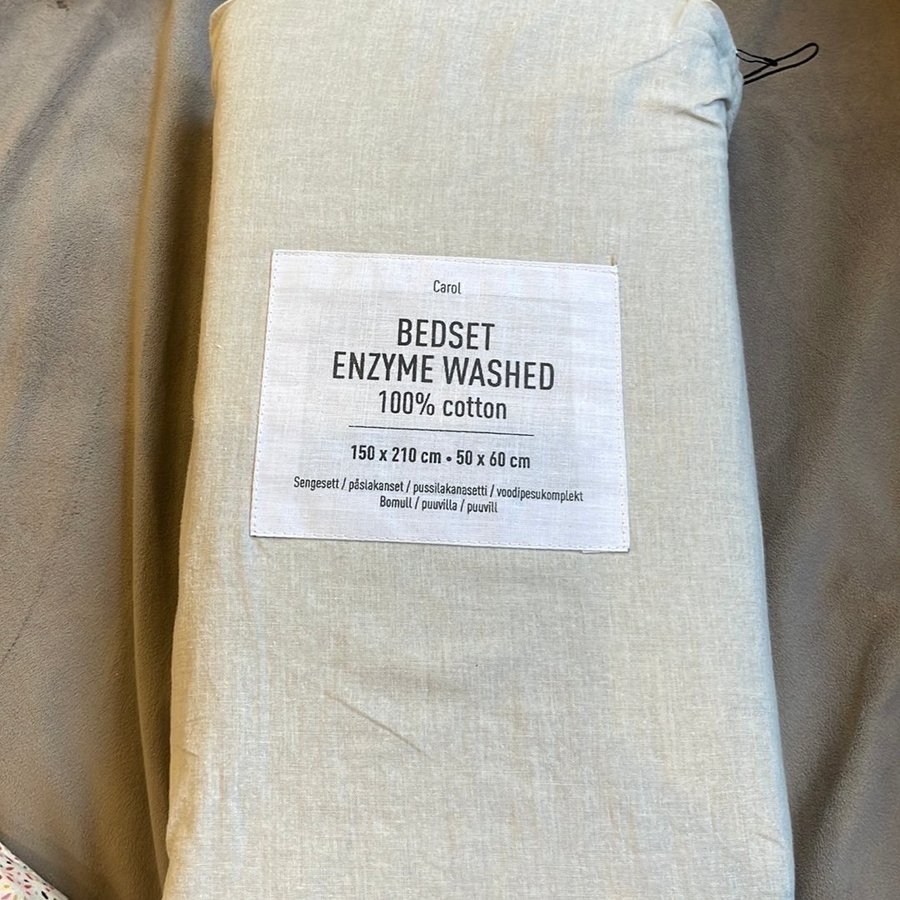 Carol
BEDSET
ENZYME WASHED
100% cotton
150 x 210 cm • 50 x 60 cm
Sengesett / påslakanset / pussilakanasetti / voodipesukomplekt
Bomull / puuvilla / puuvill